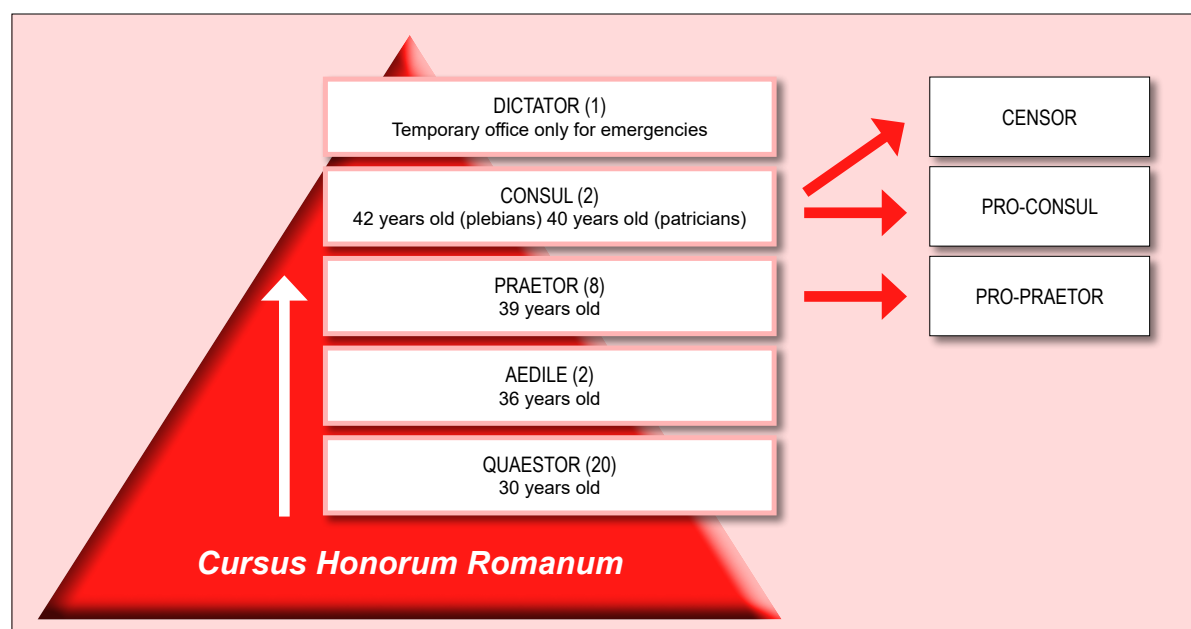 DICTATOR (1)
Temporary office only for emergencies
CENSOR
CONSUL (2)
42 years old (plebians) 40 years old (patricians)
PRO-CONSUL
PRAETOR (8)
39 years old
PRO-PRAETOR
AEDILE (2)
36 years old
QUAESTOR (20)
30 years old
Cursus Honorum Romanum